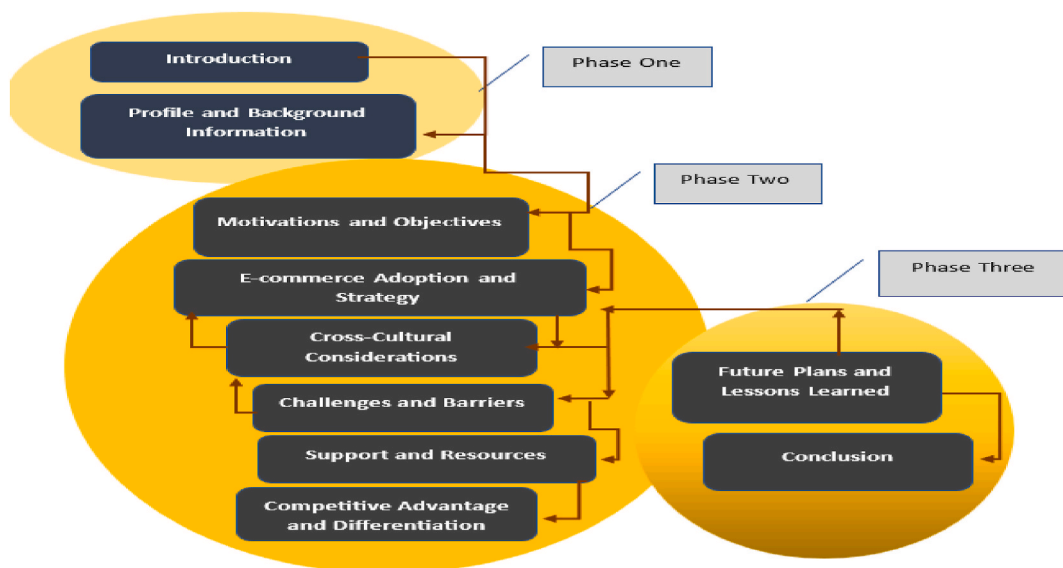 Introduction
Phase One
Profile and Background
Information
Phase Two
Motivations and Objectives
E-commerce Adoption and
Strategy
Phase Three
Cross-Cultural
Considerations
Future Plans and
Lessons Learned
Challenges and Barriers
Support and Resources
Conclusion
Competitive Advantage
and Differentiation